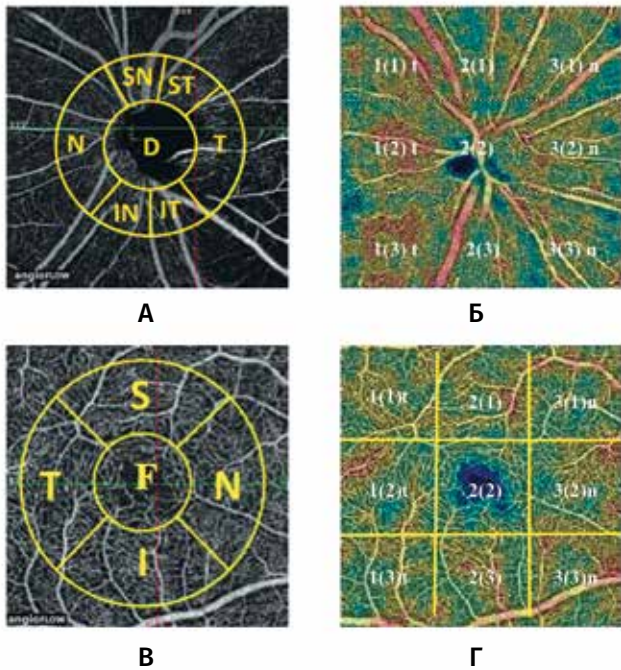 SN ST
N D T
IN IT
angioflow
А
1(1) t 2(1) 3(1) n
1(2) t 2(2) 3(2) n
1(3) t 2(3) 3(3) n
Б
S
T F N
I
angioflow
В
1(1)t 2(1) 3(1)n
1(2)t 2(2) 3(2)n
1(3)t 2(3) 3(3)n
Г